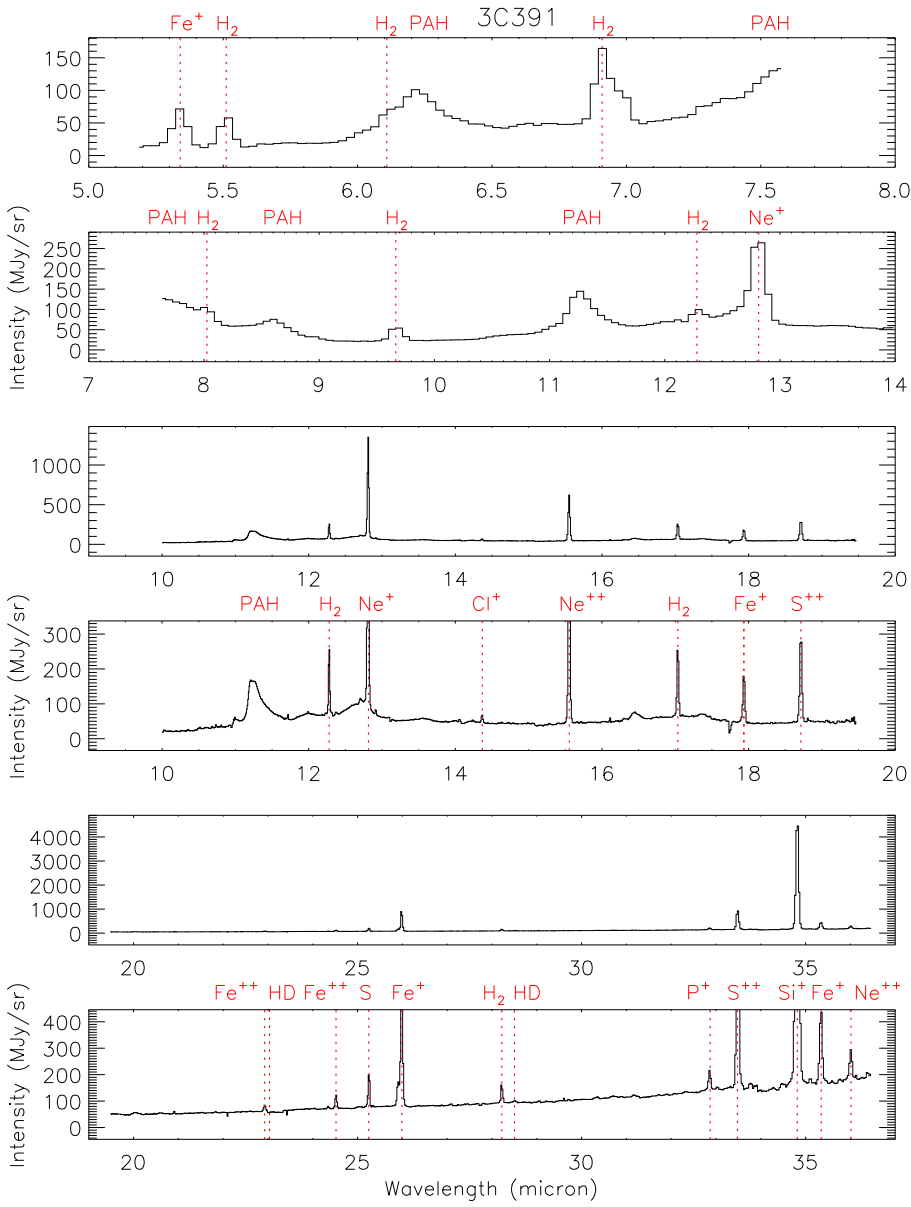 3C391
Fe⁺ H₂ H₂ PAH H₂ PAH
150
100
50
0
5.0 5.5 6.0 6.5 7.0 7.5 8.0
PAH H₂ PAH H₂ PAH H₂ Ne⁺
Intensity (MJy/sr)
250
200
150
100
50
0
7 8 9 10 11 12 13 14
1000
500
0
10 12 14 16 18 20
PAH H₂ Ne⁺ Cl⁺ Ne⁺⁺ H₂ Fe⁺ S⁺⁺
Intensity (MJy/sr)
300
200
100
0
10 12 14 16 18 20
4000
3000
2000
1000
0
20 25 30 35
Fe⁺⁺ HD Fe⁺⁺ S Fe⁺ H₂ HD P⁺ S⁺⁺ Si⁺ Fe⁺ Ne⁺⁺
Intensity (MJy/sr)
400
300
200
100
0
20 25 30 35
Wavelength (micron)